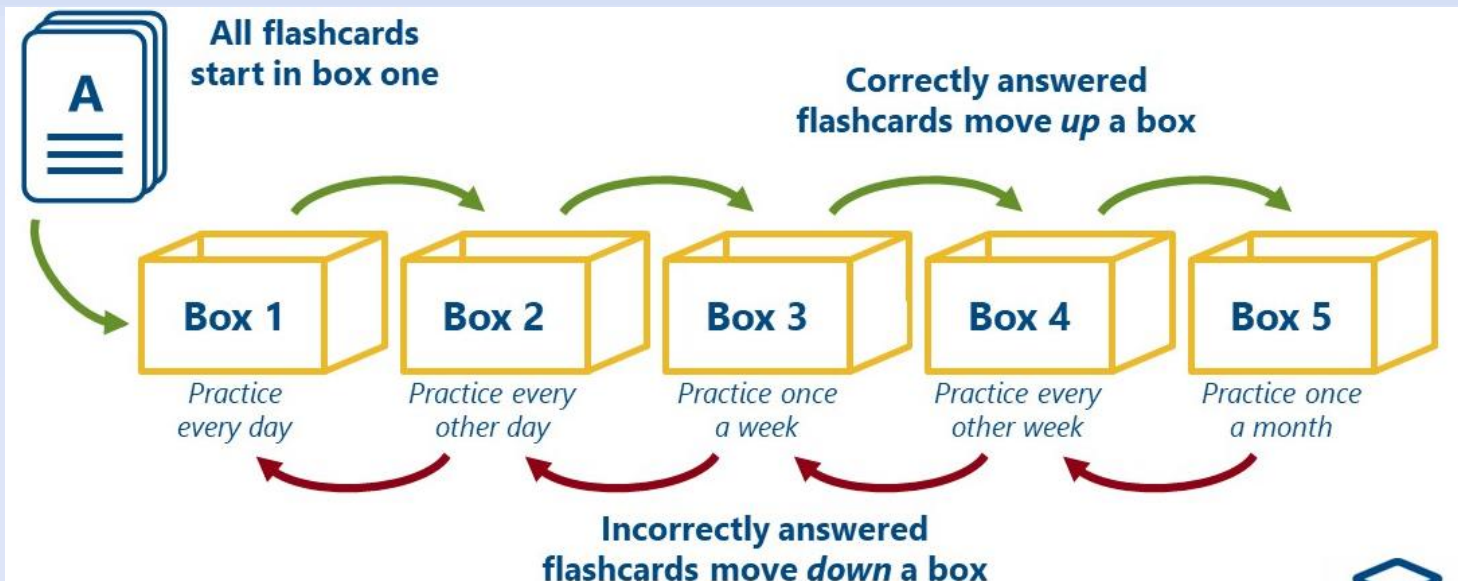 All flashcards
start in box one
A
Correctly answered
flashcards move up a box
Box 1
Box 2
Box 3
Box 4
Box 5
Practice
every day
Practice every
other day
Practice once
a week
Practice every
other week
Practice once
a month
Incorrectly answered
flashcards move down a box